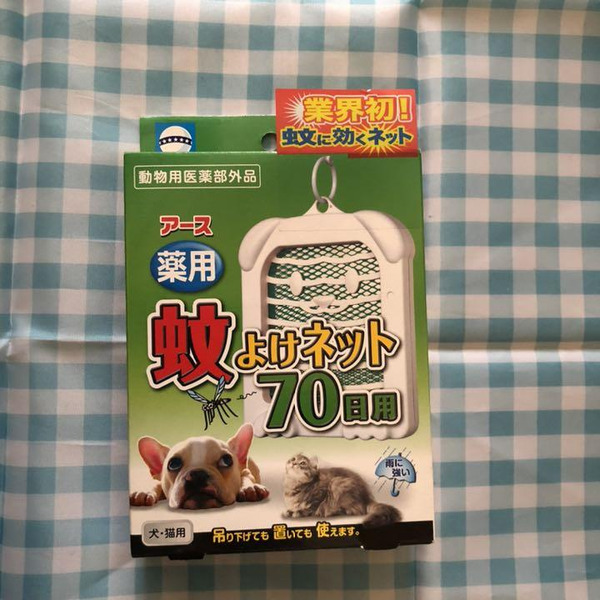 業界初!
蚊に効くネット
動物用医薬部外品
アース
薬用
蚊よけネット
70日用
雨に
強い
犬・猫用
吊り下げても置いても使えます。